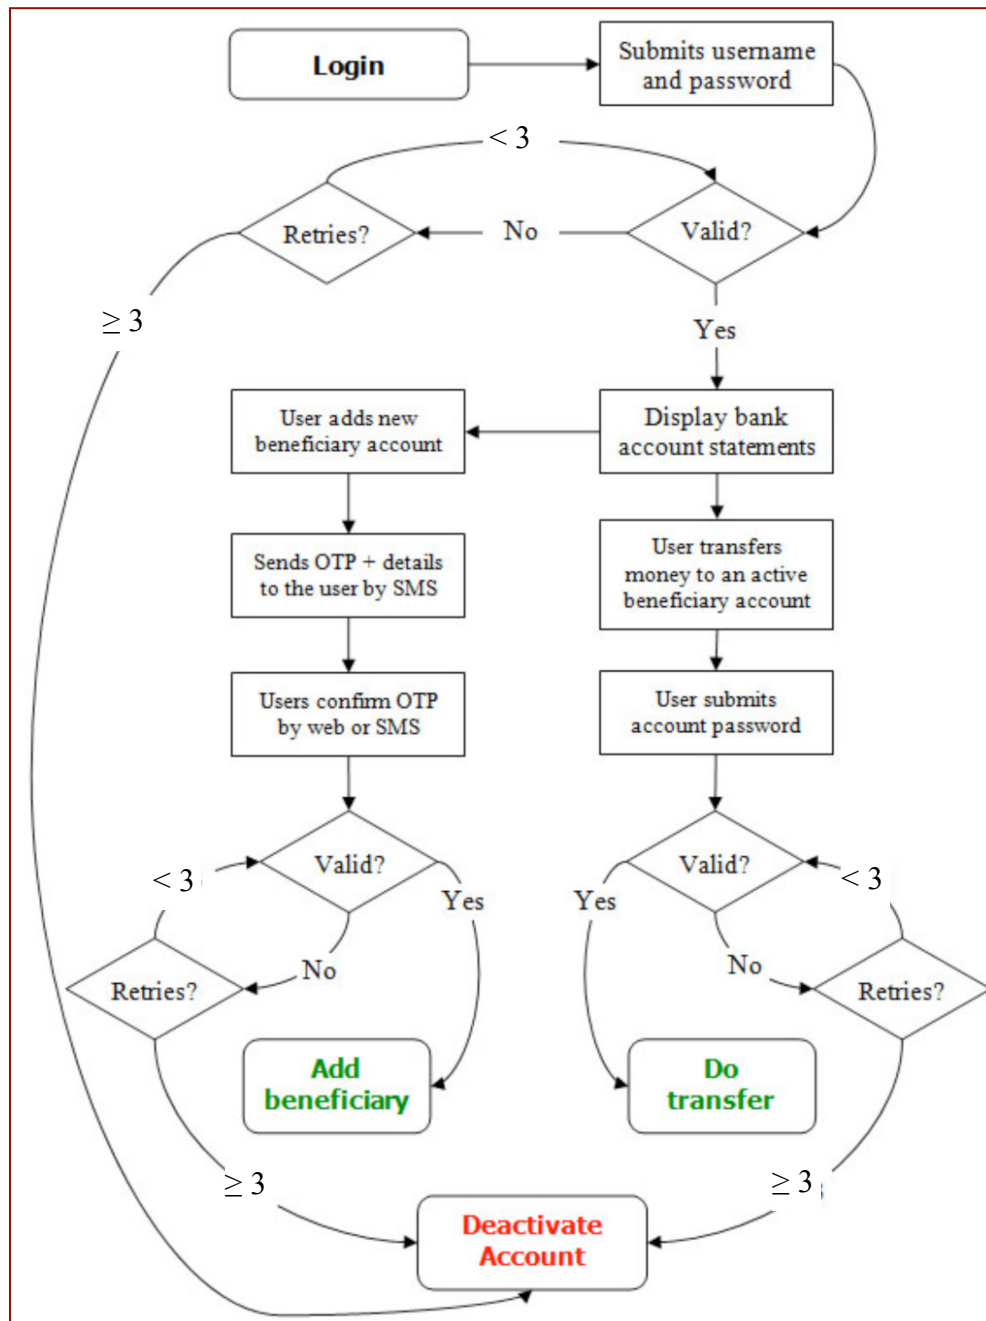 Login
Submits username
and password
< 3
Retries?
No
Valid?
≥ 3
Yes
User adds new
beneficiary account
Display bank
account statements
Sends OTP + details
to the user by SMS
User transfers
money to an active
beneficiary account
Users confirm OTP
by web or SMS
User submits
account password
Valid?
< 3
Yes
No
Retries?
Valid?
< 3
Yes
No
Retries?
Add
beneficiary
Do
transfer
≥ 3
≥ 3
Deactivate
Account